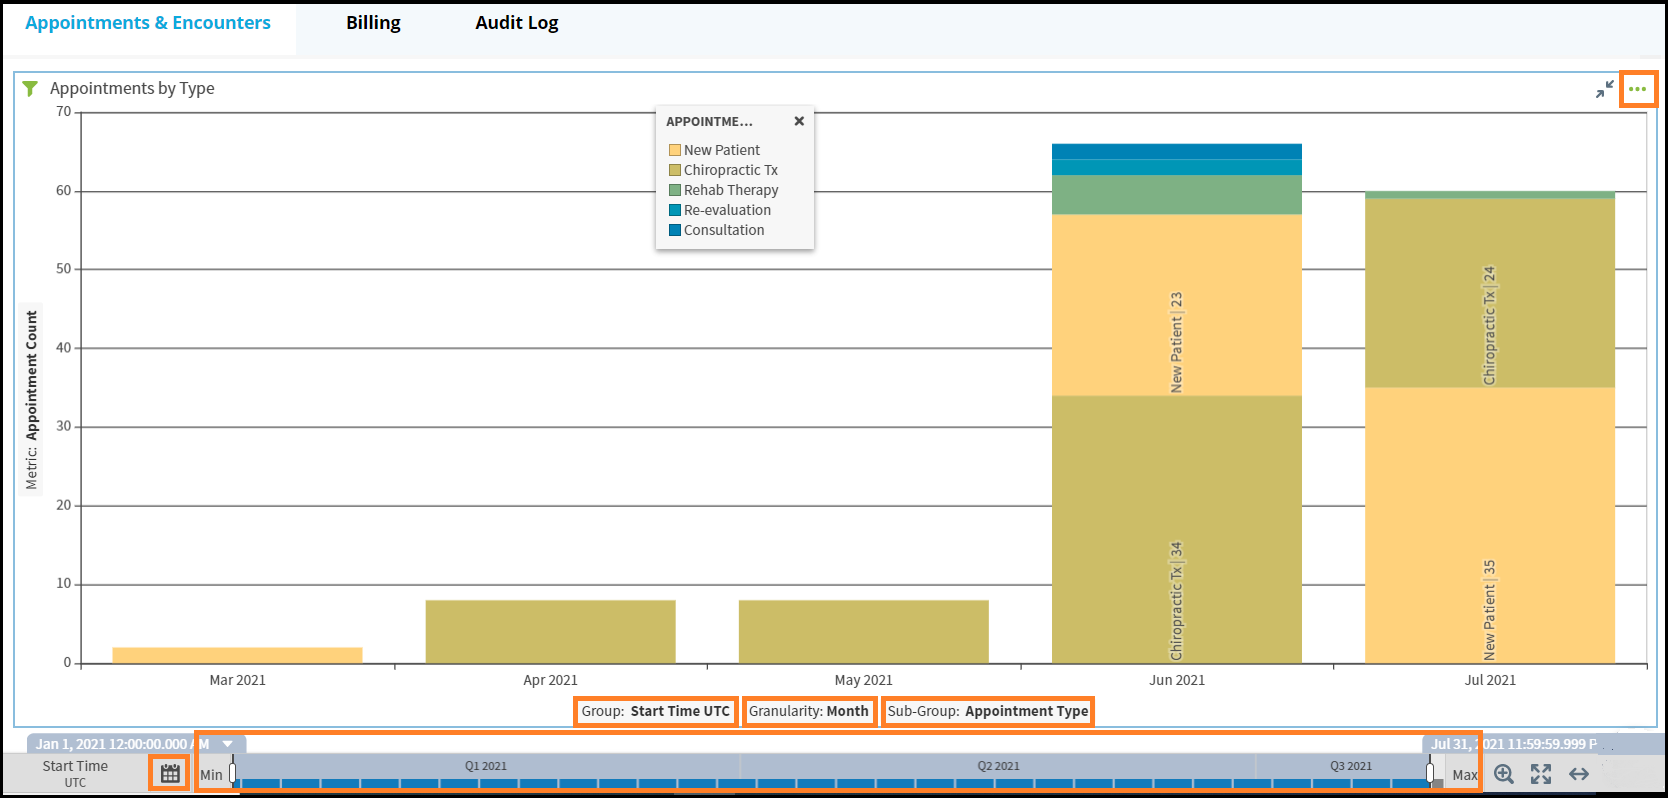 Appointments & Encounters Billing Audit Log
Appointments by Type
APPOINTME...
New Patient
Chiropractic Tx
Rehab Therapy
Re-evaluation
Consultation
70
60
50
40
30
20
10
0
Metric: Appointment Count
New Patient | 23
Chiropractic Tx | 34
Chiropractic Tx | 24
New Patient | 35
Mar 2021 Apr 2021 May 2021 Jun 2021 Jul 2021
Group: Start Time UTC Granularity: Month Sub-Group: Appointment Type
Jan 1, 2021 12:00:00.000 AM Jul 31, 2021 11:59:59.999 P
Start Time
UTC
Min Q1 2021 Q2 2021 Q3 2021 Max